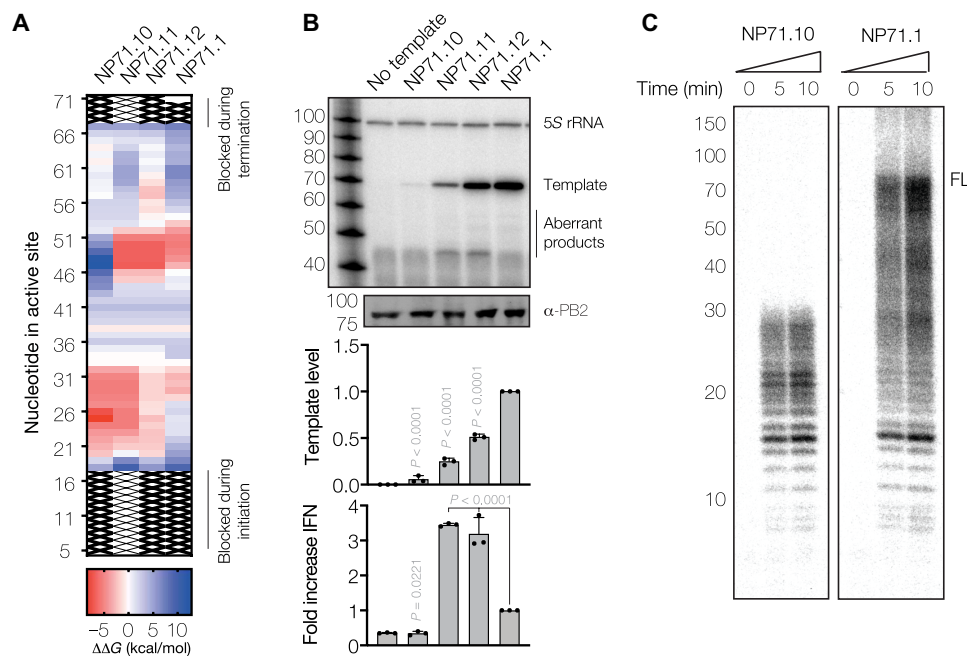 A
NP71.10
NP71.11
NP71.12
NP71.1
Nucleotide in active site
71
66
61
56
51
46
41
36
31
26
21
16
11
5
Blocked during
termination
Blocked during
initiation
−5 0 5 10
ΔΔG (kcal/mol)
B
No template
NP71.10
NP71.11
NP71.12
NP71.1
100
90
80
70
60
50
40
5S rRNA
Template
Aberrant
products
100
75
α-PB2
Template level
1.5
1.0
0.5
0.0
P < 0.0001
P < 0.0001
P < 0.0001
Fold increase IFN
4
3
2
1
0
P = 0.0221
P < 0.0001
C
NP71.10
NP71.1
Time (min) 0 5 10 0 5 10
150
100
70
50
40
30
20
10
FL